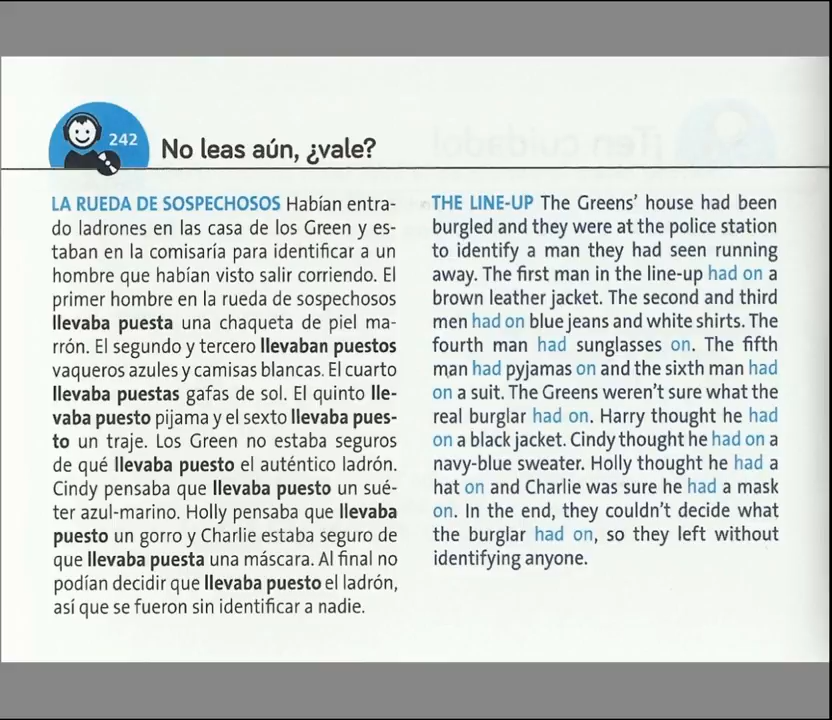 242
No leas aún, ¿vale?
LA RUEDA DE SOSPECHOSOS Habían entra-
do ladrones en las casa de los Green y es-
taban en la comisaría para identificar a un
hombre que habían visto salir corriendo. El
primer hombre en la rueda de sospechosos
llevaba puesta una chaqueta de piel ma-
rrón. El segundo y tercero llevaban puestos
vaqueros azules y camisas blancas. El cuarto
llevaba puestas gafas de sol. El quinto lle-
vaba puesto pijama y el sexto llevaba pues-
to un traje. Los Green no estaba seguros
de qué llevaba puesto el auténtico ladrón.
Cindy pensaba que llevaba puesto un sué-
ter azul-marino. Holly pensaba que llevaba
puesto un gorro y Charlie estaba seguro de
que llevaba puesta una máscara. Al final no
podían decidir que llevaba puesto el ladrón,
así que se fueron sin identificar a nadie.
THE LINE-UP The Greens' house had been
burgled and they were at the police station
to identify a man they had seen running
away. The first man in the line-up had on a
brown leather jacket. The second and third
men had on blue jeans and white shirts. The
fourth man had sunglasses on. The fifth
man had pyjamas on and the sixth man had
on a suit. The Greens weren't sure what the
real burglar had on. Harry thought he had
on a black jacket. Cindy thought he had on a
navy-blue sweater. Holly thought he had a
hat on and Charlie was sure he had a mask
on. In the end, they couldn't decide what
the burglar had on, so they left without
identifying anyone.